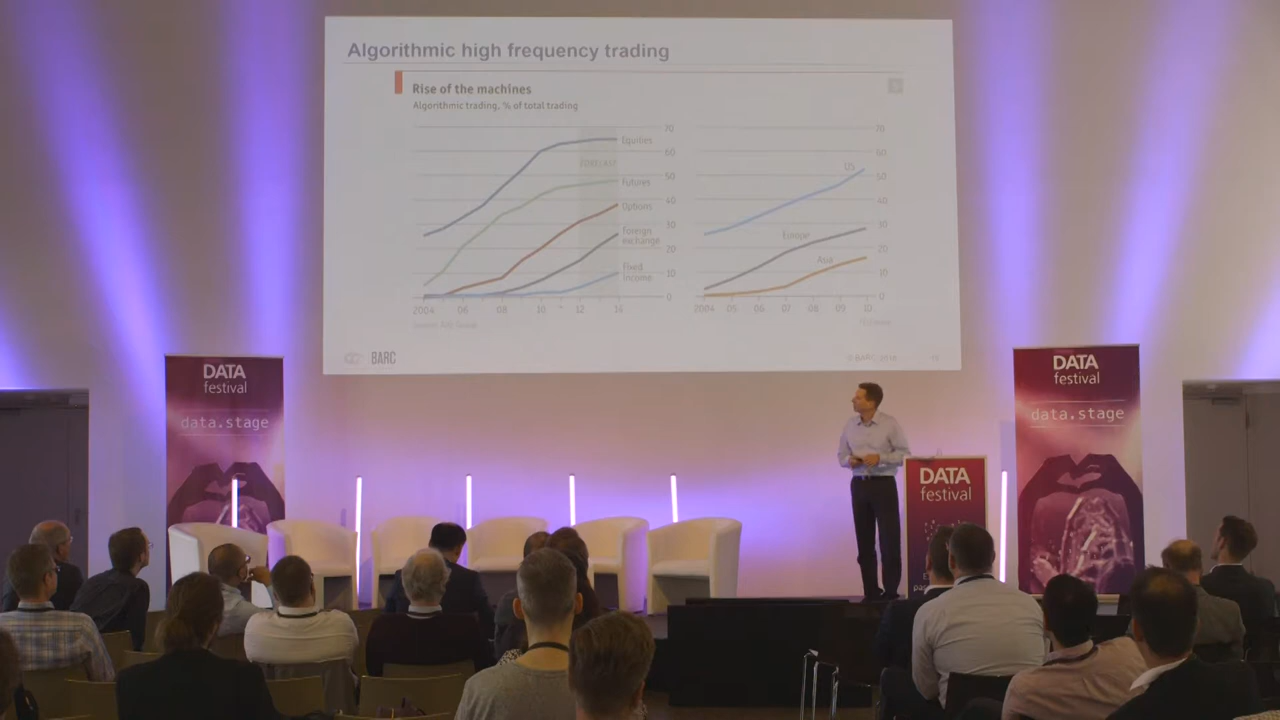 Algorithmic high frequency trading
Rise of the machines
Algorithmic trading, % of total trading
70
60
50
40
30
20
10
0
Equities
FORECAST
Futures
Options
Foreign
exchange
Fixed
income
2004 06 08 10 12 14
70
60
50
40
30
20
10
0
US
Europe
Asia
2004 05 06 07 08 09 10
BARC
© BARC
DATA
festival
data.stage
DATA
festival
DATA
festival
data.stage